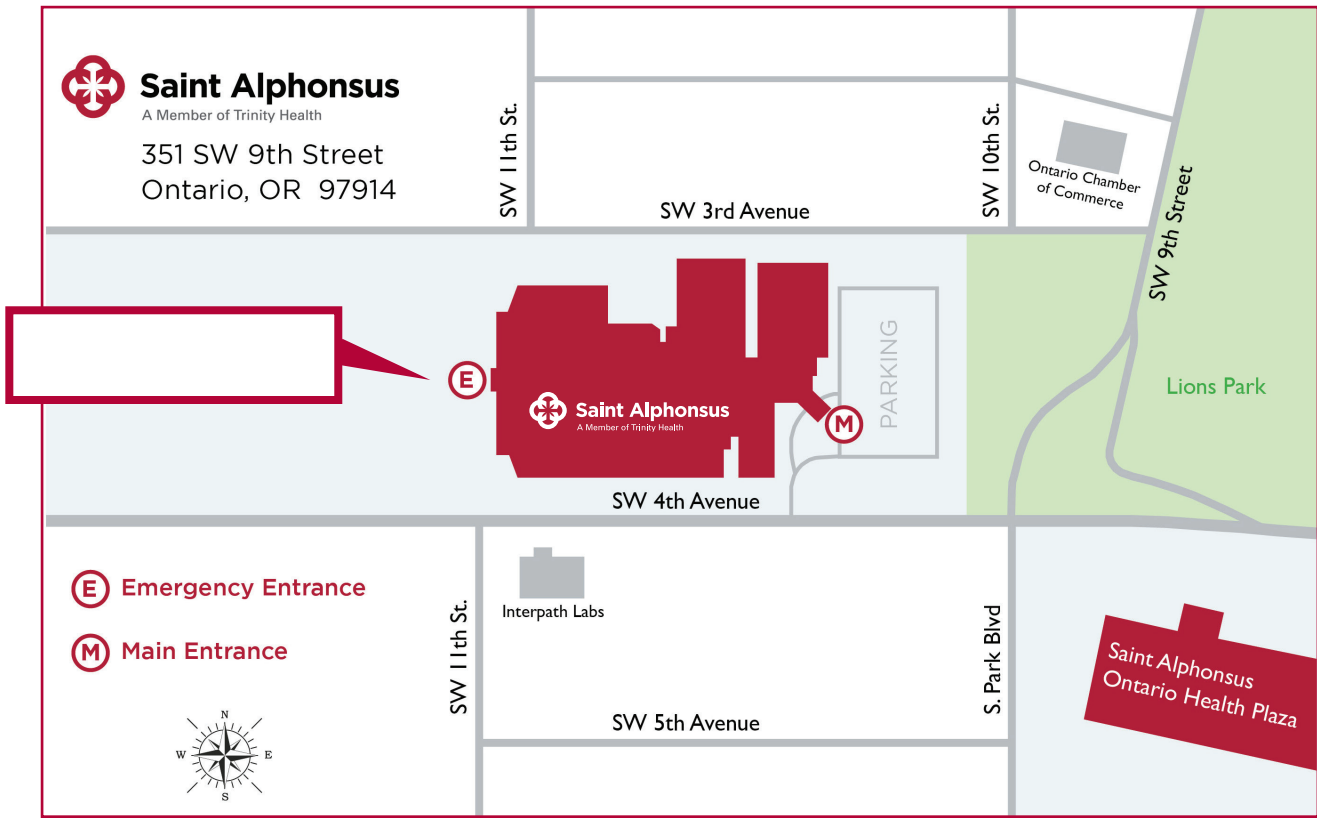 Saint Alphonsus
A Member of Trinity Health
351 SW 9th Street
Ontario, OR 97914
SW 11th St.
SW 10th St.
Ontario Chamber
of Commerce
SW 3rd Avenue
SW 9th Street
E
Saint Alphonsus
A Member of Trinity Health
M
PARKING
Lions Park
SW 4th Avenue
E Emergency Entrance
M Main Entrance
SW 11th St.
Interpath Labs
S. Park Blvd
Saint Alphonsus
Ontario Health Plaza
SW 5th Avenue
N
W E
S